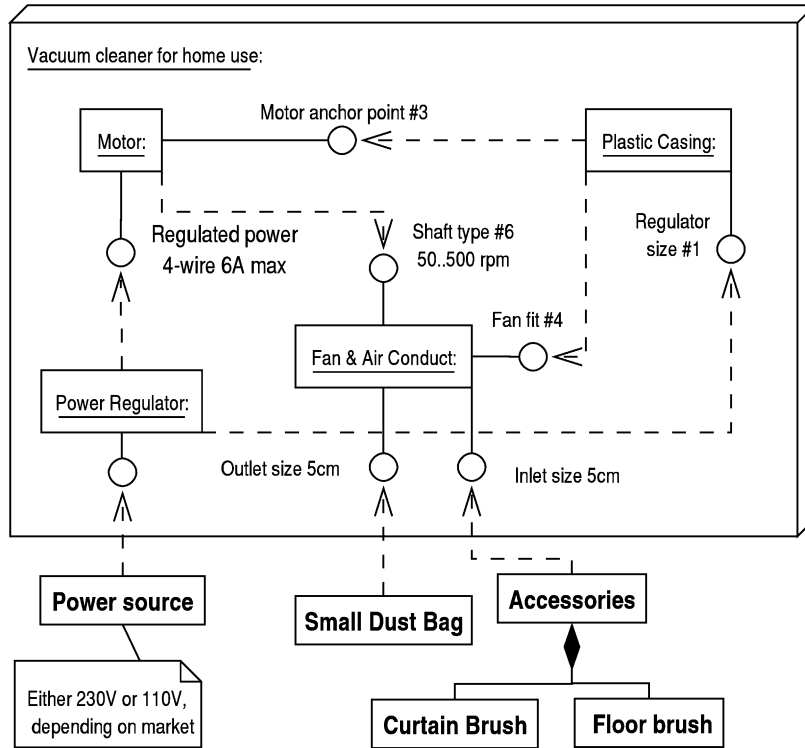 Vacuum cleaner for home use:
Motor anchor point #3
Motor:
Plastic Casing:
Regulated power
4-wire 6A max
Shaft type #6
50..500 rpm
Regulator
size #1
Fan fit #4
Fan & Air Conduct:
Power Regulator:
Outlet size 5cm
Inlet size 5cm
Power source
Small Dust Bag
Accessories
Either 230V or 110V,
depending on market
Curtain Brush
Floor brush